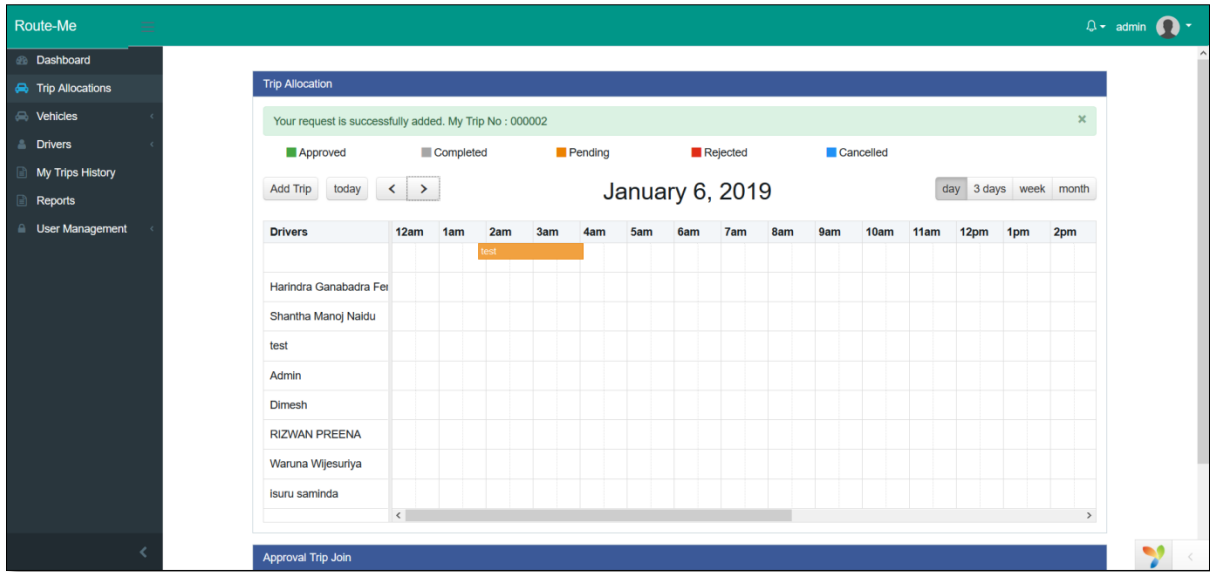 Route-Me
admin
Dashboard
Trip Allocations
Vehicles
Drivers
My Trips History
Reports
User Management
Trip Allocation
Your request is successfully added. My Trip No : 000002
Approved Completed Pending Rejected Cancelled
Add Trip today January 6, 2019 day 3 days week month
Drivers 12am 1am 2am 3am 4am 5am 6am 7am 8am 9am 10am 11am 12pm 1pm 2pm
test
Harindra Ganabadra Fer
Shantha Manoj Naidu
test
Admin
Dimesh
RIZWAN PREENA
Waruna Wijesuriya
isuru saminda
Approval Trip Join